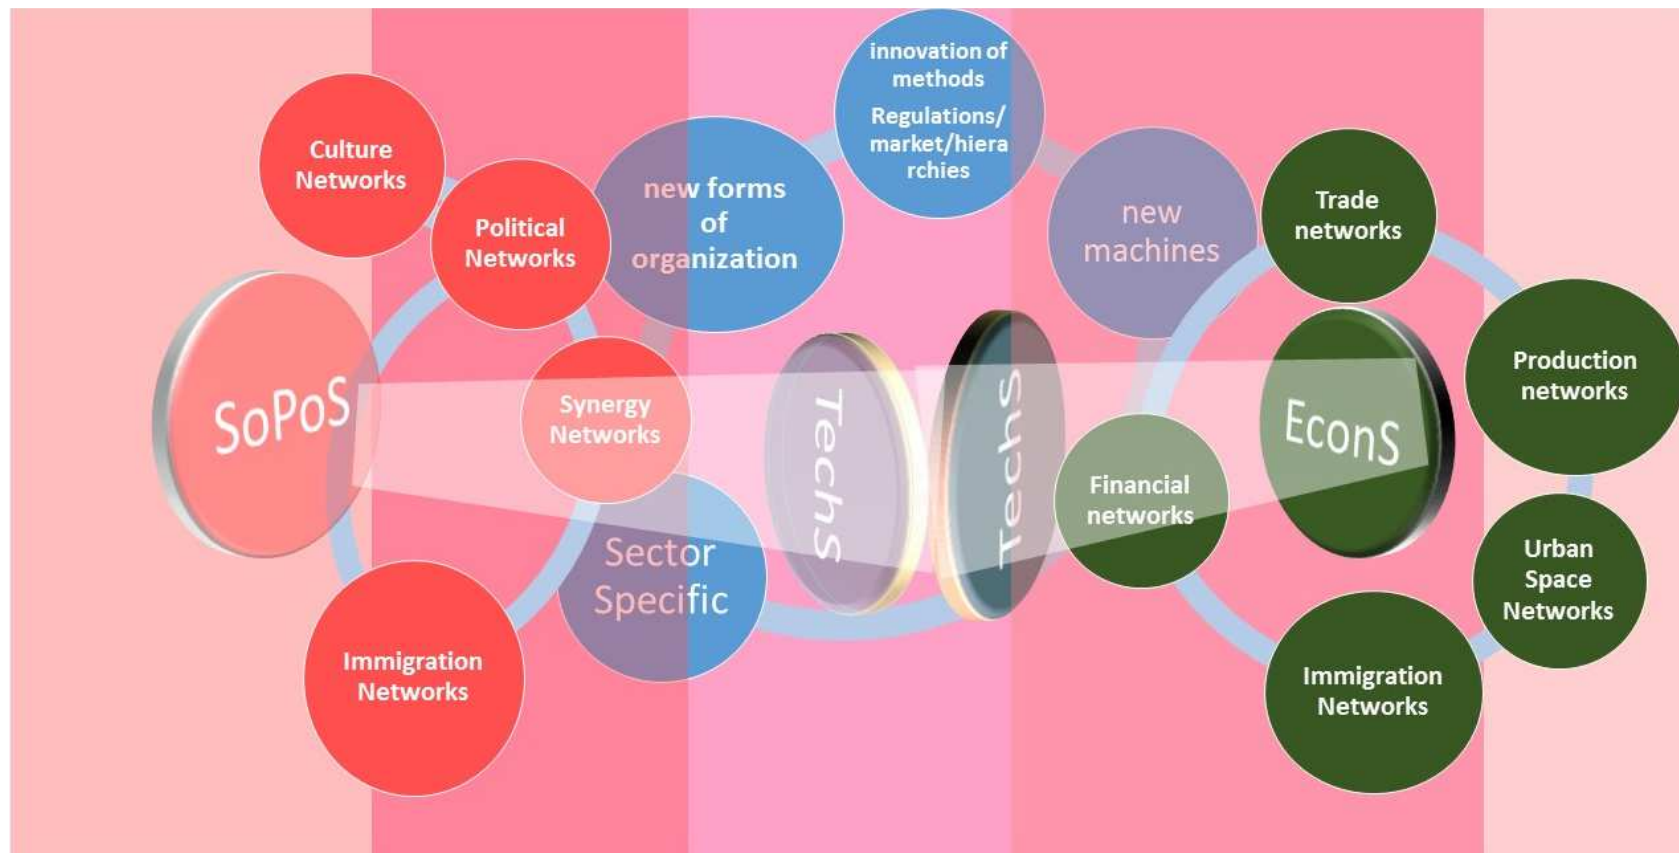 Culture
Networks
Political
Networks
SoPoS
Synergy
Networks
Immigration
Networks
new forms
of
organization
innovation of
methods
Regulations/
market/hiera
rchies
new
machines
Sector
Specific
TechS
TechS
Trade
networks
Production
networks
EconS
Financial
networks
Urban
Space
Networks
Immigration
Networks